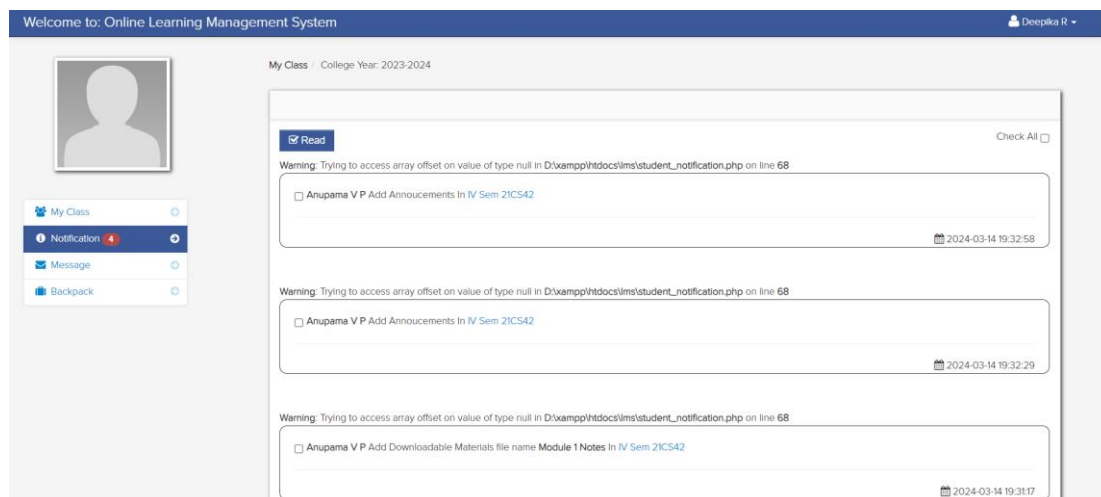 Welcome to: Online Learning Management System
Deepika R
My Class / College Year: 2023-2024
Read
Check All
Warning: Trying to access array offset on value of type null in D:\xampp\htdocs\lms\student_notification.php on line 68
Anupama V P Add Annoucements In IV Sem 21CS42
2024-03-14 19:32:58
My Class
Notification 4
Message
Backpack
Warning: Trying to access array offset on value of type null in D:\xampp\htdocs\lms\student_notification.php on line 68
Anupama V P Add Annoucements In IV Sem 21CS42
2024-03-14 19:32:29
Warning: Trying to access array offset on value of type null in D:\xampp\htdocs\lms\student_notification.php on line 68
Anupama V P Add Downloadable Materials file name Module 1 Notes In IV Sem 21CS42
2024-03-14 19:31:17